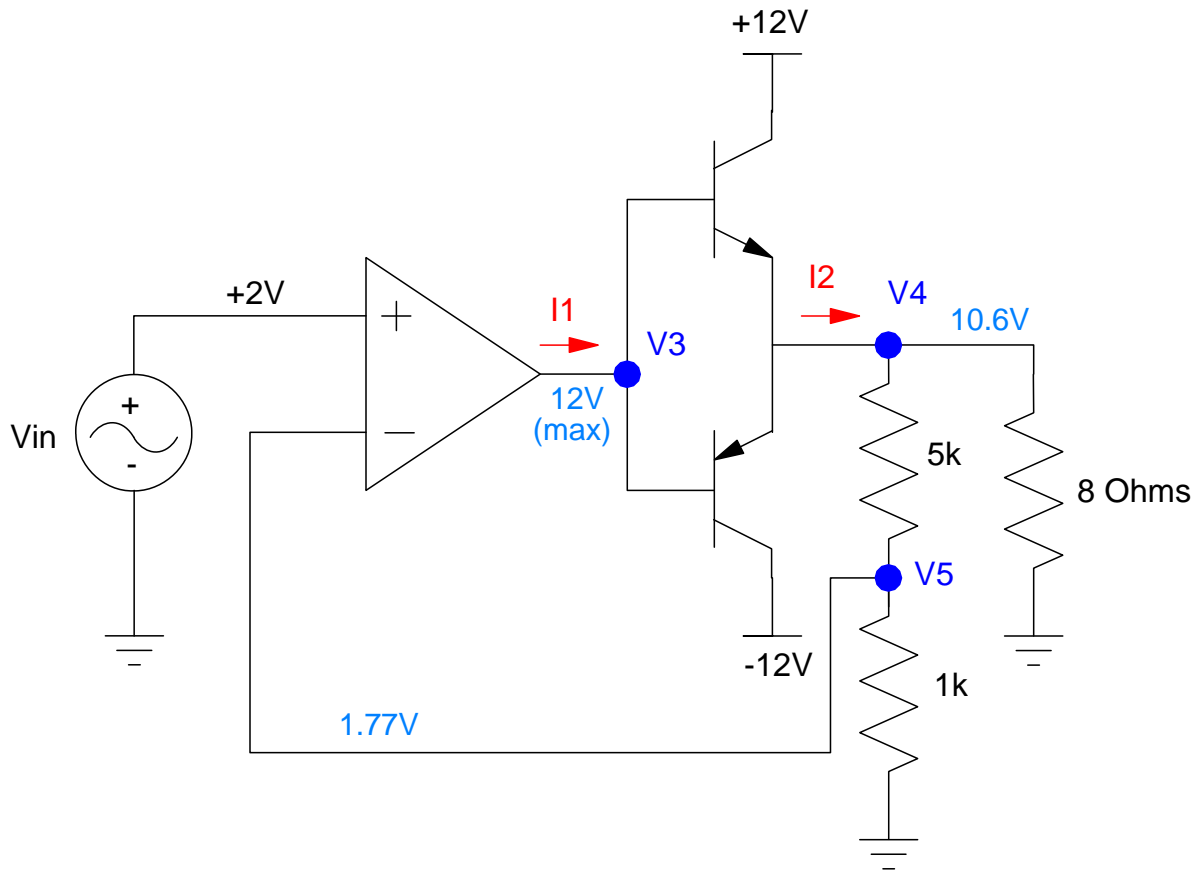 +12V
+2V
+
I1
I2
V4
10.6V
V3
12V
(max)
Vin
+
-
−
5k
8 Ohms
V5
-12V
1k
1.77V